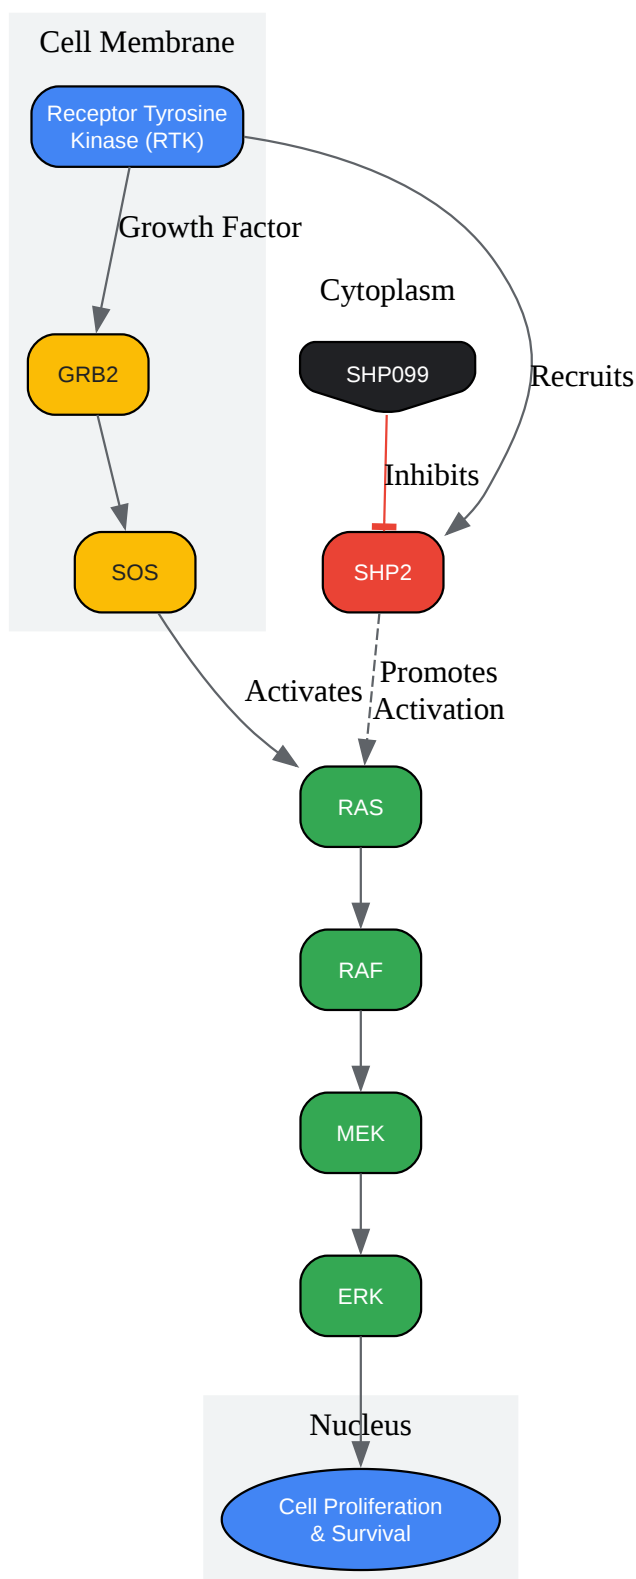 Cell Membrane
Receptor Tyrosine
Kinase (RTK)
Growth Factor
Cytoplasm
GRB2
SHP099
Recruits
Inhibits
SOS
SHP2
Activates
Promotes
Activation
RAS
RAF
MEK
ERK
Nucleus
Cell Proliferation
& Survival